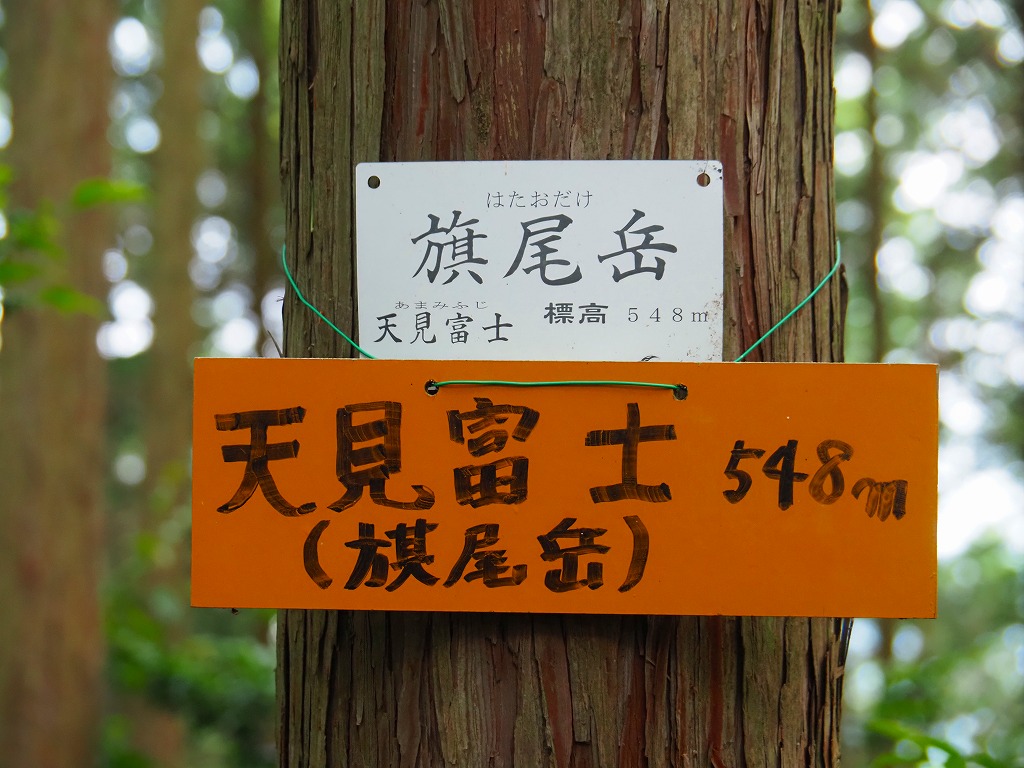 はたおだけ
旗尾岳
あまみふじ
天見富士 標高 548m
天見富士 548m
(旗尾岳)